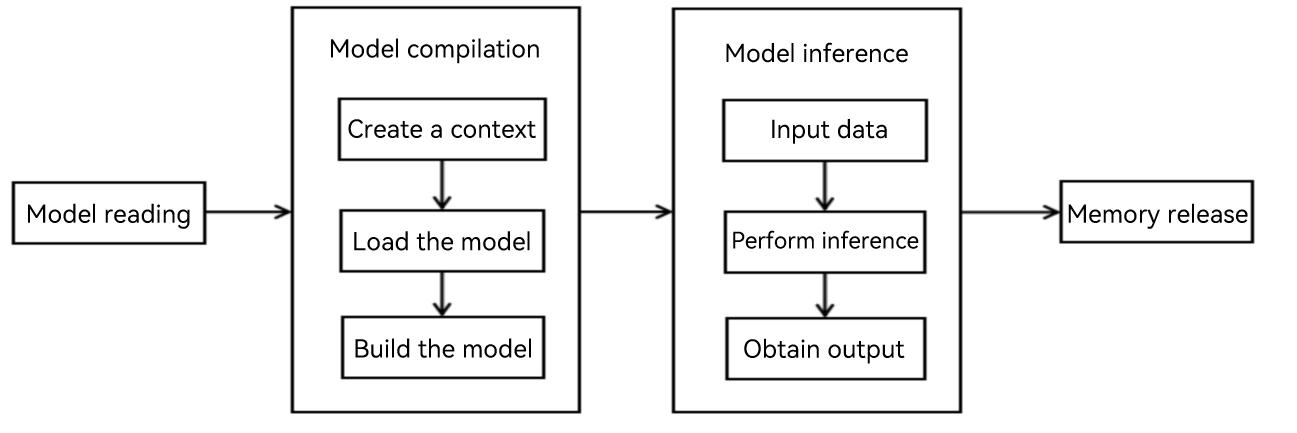 Model reading
Model compilation
Create a context
Load the model
Build the model
Model inference
Input data
Perform inference
Obtain output
Memory release